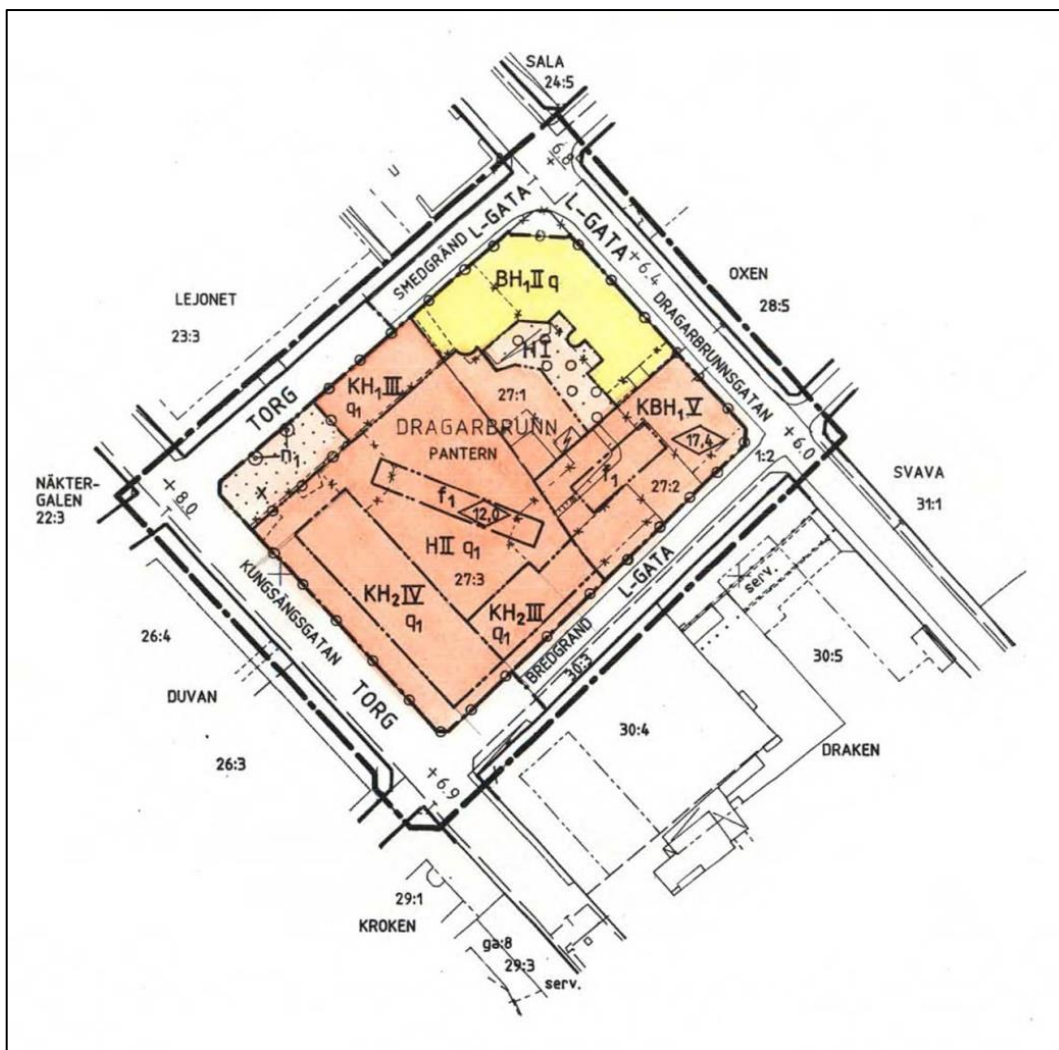 SALA
24:5
+6.8
L-GATA
SMEDGRÄND
L-GATA
+6.4
OXEN
28:5
LEJONET
23:3
BH₁II q
DRAGARBRUNNSGATAN
HI
TORG
KH₁III
q₁
27:1
KBH₁V
17,4
+6.0
1:2
SVAVA
31:1
DRAGARBRUNN
PANTERN
n₁
x
f₁
12,0
f₁
27:2
NÄKTER-
GALEN
22:3
+8.0
HII q₁
27:3
L-GATA
serv.
KUNGSÄNGSGATAN
KH₂IV
q₁
KH₂III
q₁
BREDGRÄND
30:3
30:5
26:4
DUVAN
TORG
30:4
DRAKEN
26:3
+6.9
29:1
KROKEN
ga:8
29:3
serv.